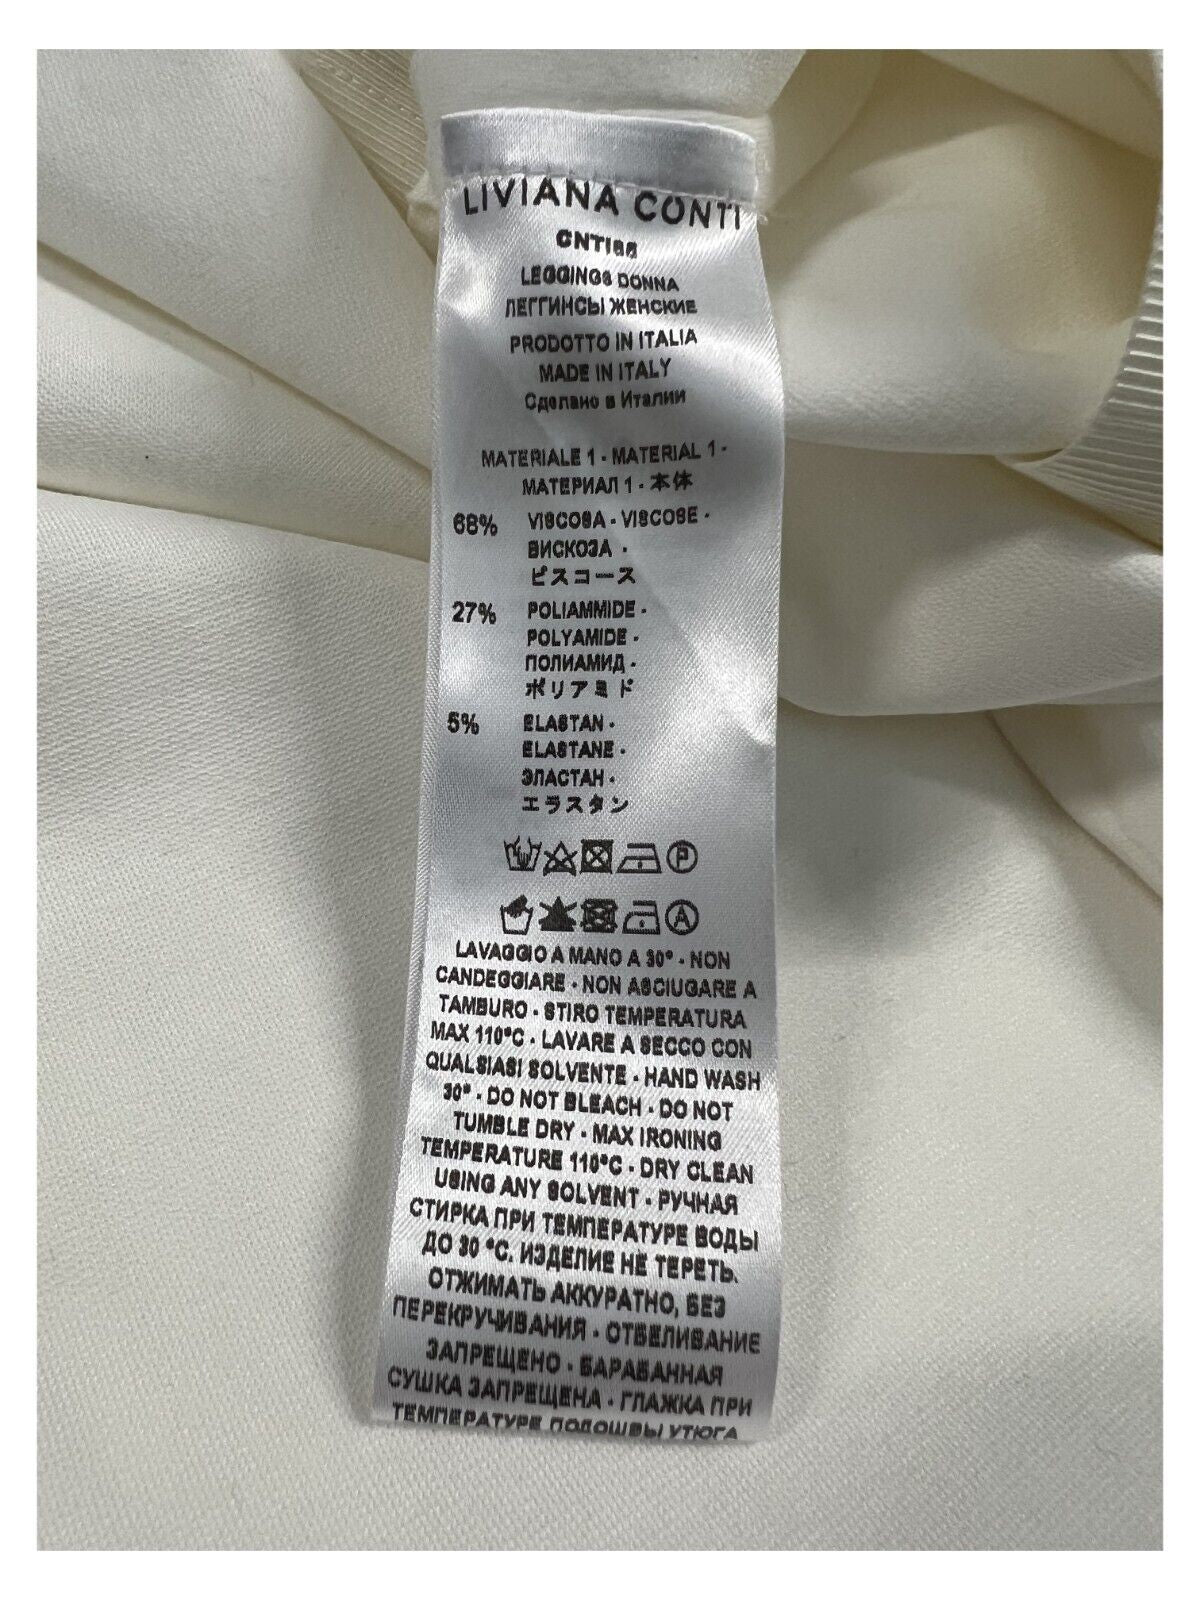 LIVIANA CONTI
LEGGINGS DONNA
ЛЕГГИНСЫ ЖЕНСКИЕ
PRODOTTO IN ITALIA
MADE IN ITALY
Сделано в Италии
MATERIALE 1 - MATERIAL 1 -
МАТЕРИАЛ 1 - 本体
68% VISCOSA - VISCOSE -
ВИСКОЗА -
ビスコース
27% POLIAMMIDE -
POLYAMIDE -
ПОЛИАМИД -
ポリアミド
5% ELASTAN -
ELASTANE -
ЭЛАСТАН -
エラスタン
P
A
LAVAGGIO A MANO A 30° - NON
CANDEGGIARE - NON ASCIUGARE A
TAMBURO - STIRO TEMPERATURA
MAX 110°C - LAVARE A SECCO CON
QUALSIASI SOLVENTE - HAND WASH
30° - DO NOT BLEACH - DO NOT
TUMBLE DRY - MAX IRONING
TEMPERATURE 110°C - DRY CLEAN
USING ANY SOLVENT - РУЧНАЯ
СТИРКА ПРИ ТЕМПЕРАТУРЕ ВОДЫ
ДО 30 °C. ИЗДЕЛИЕ НЕ ТЕРЕТЬ.
ОТЖИМАТЬ АККУРАТНО, БЕЗ
ПЕРЕКРУЧИВАНИЯ - ОТБЕЛИВАНИЕ
ЗАПРЕЩЕНО - БАРАБАННАЯ
СУШКА ЗАПРЕЩЕНА - ГЛАЖКА ПРИ
ТЕМПЕРАТУРЕ ПОДОШВЫ УТЮГА